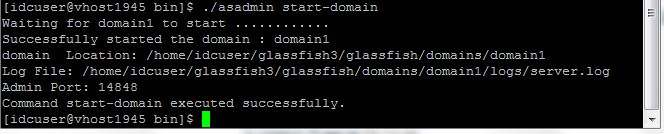 [idcuser@vhost1945 bin]$ ./asadmin start-domain
Waiting for domain1 to start ............
Successfully started the domain : domain1
domain  Location: /home/idcuser/glassfish3/glassfish/domains/domain1
Log File: /home/idcuser/glassfish3/glassfish/domains/domain1/logs/server.log
Admin Port: 14848
Command start-domain executed successfully.
[idcuser@vhost1945 bin]$